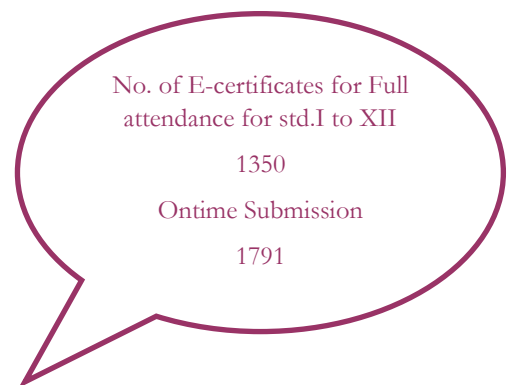 No. of E-certificates for Full
attendance for std.I to XII
1350
Ontime Submission
1791